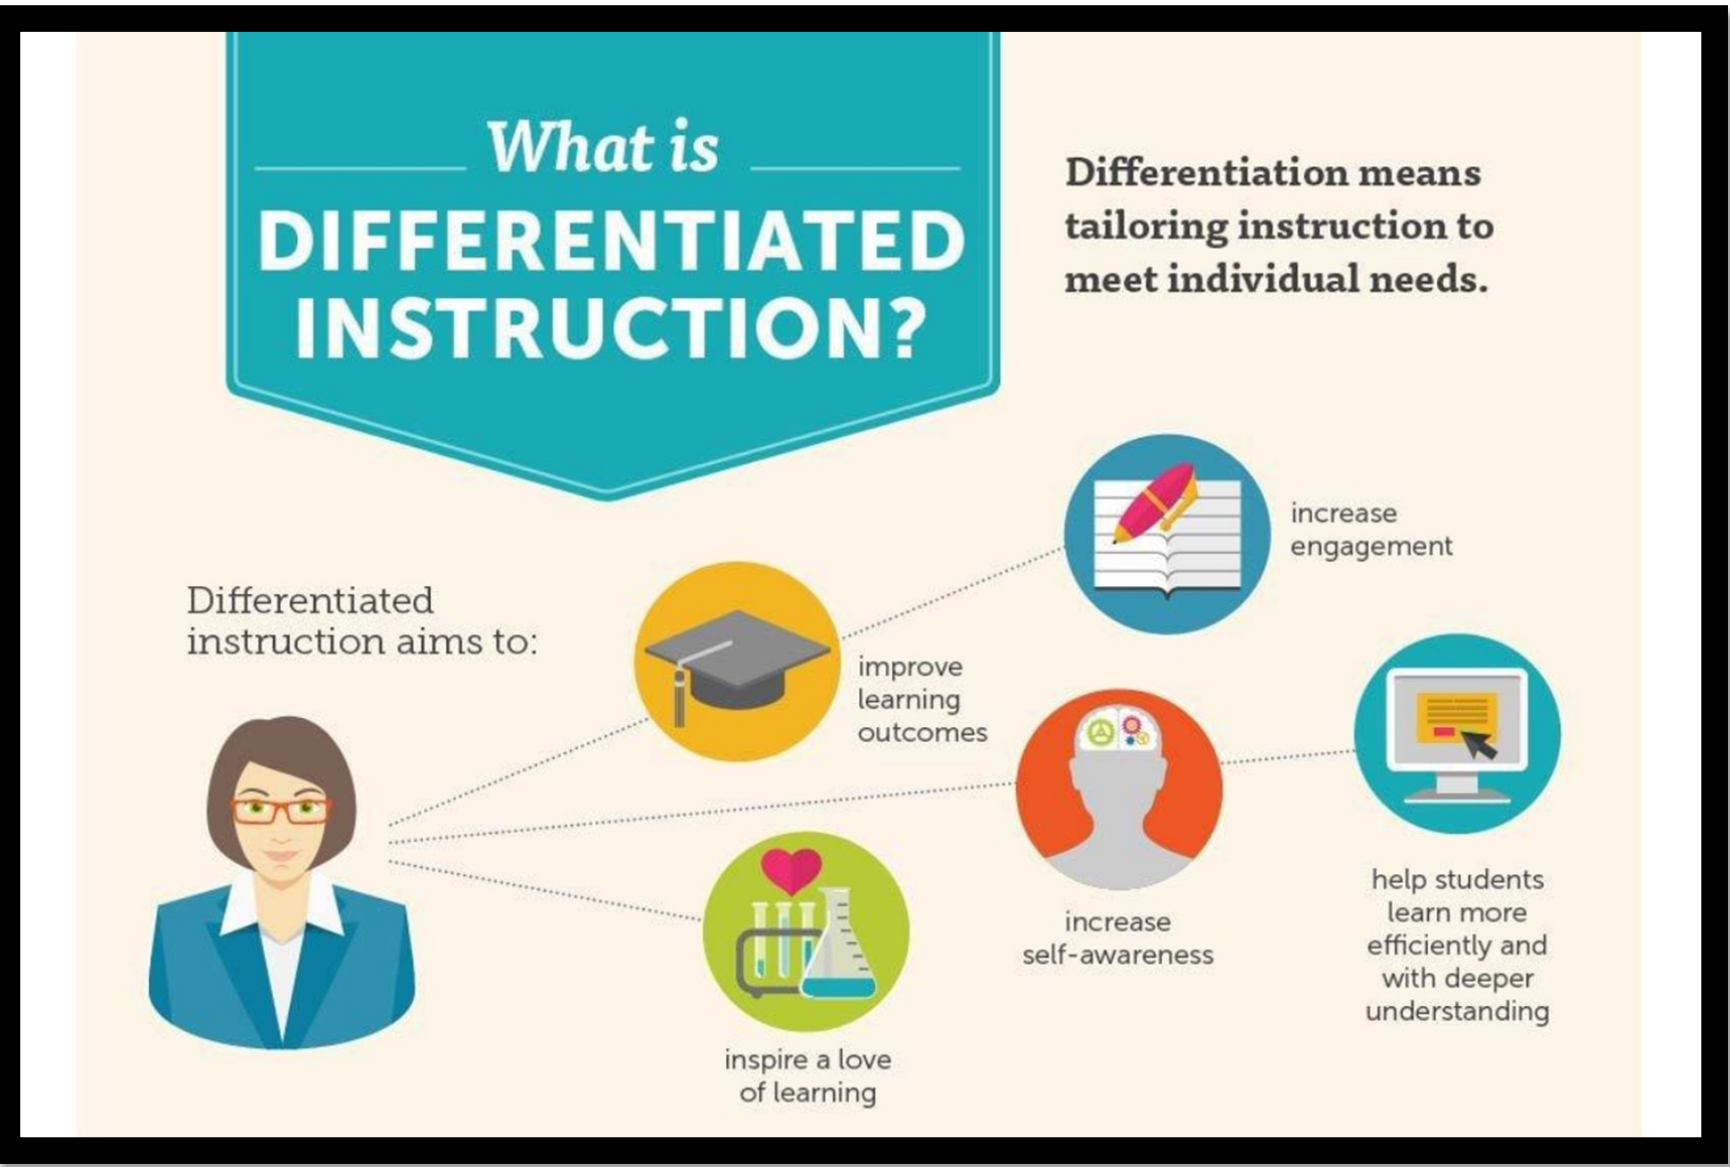 What is
DIFFERENTIATED
INSTRUCTION?
Differentiation means
tailoring instruction to
meet individual needs.
Differentiated
instruction aims to:
improve
learning
outcomes
increase
engagement
increase
self-awareness
help students
learn more
efficiently and
with deeper
understanding
inspire a love
of learning